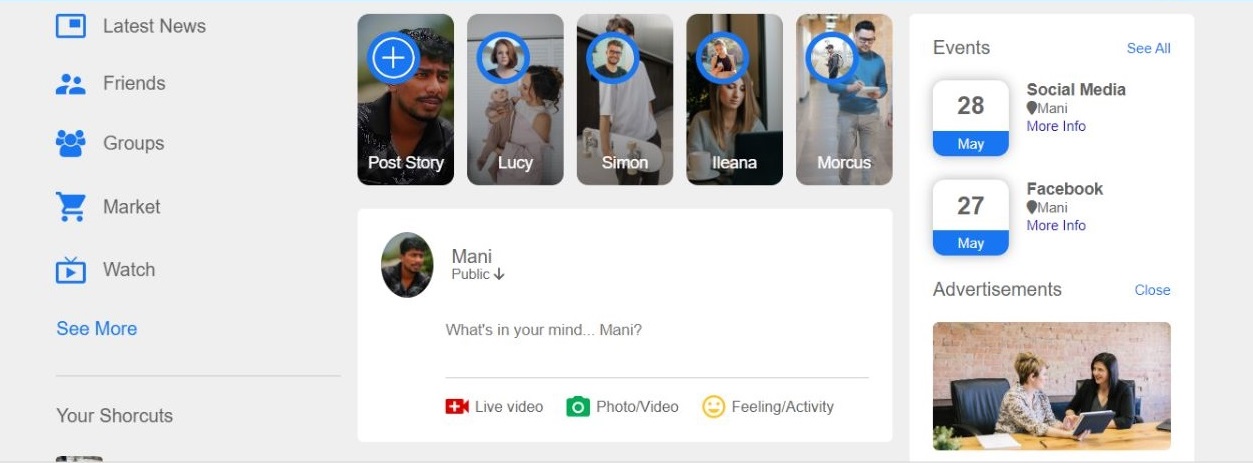 Latest News
Friends
Groups
Market
Watch
See More
Your Shorcuts
Post Story
Lucy
Simon
Ileana
Morcus
Mani
Public
What's in your mind... Mani?
Live video
Photo/Video
Feeling/Activity
Events
See All
28
May
Social Media
Mani
More Info
27
May
Facebook
Mani
More Info
Advertisements
Close